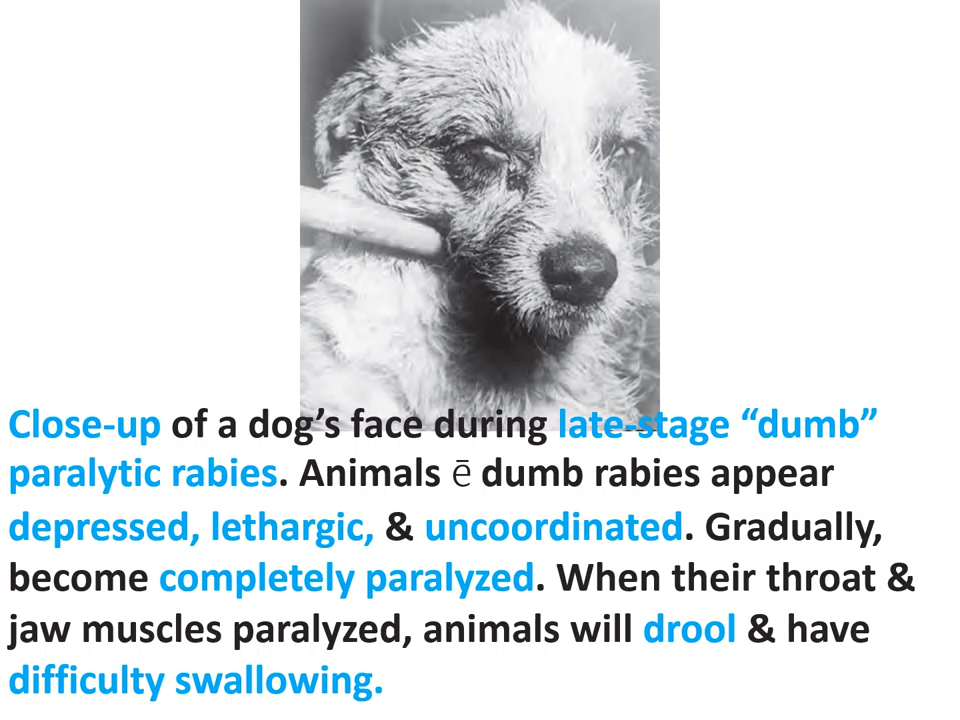 Close-up of a dog’s face during late-stage “dumb”
paralytic rabies. Animals ē dumb rabies appear
depressed, lethargic, & uncoordinated. Gradually,
become completely paralyzed. When their throat &
jaw muscles paralyzed, animals will drool & have
difficulty swallowing.